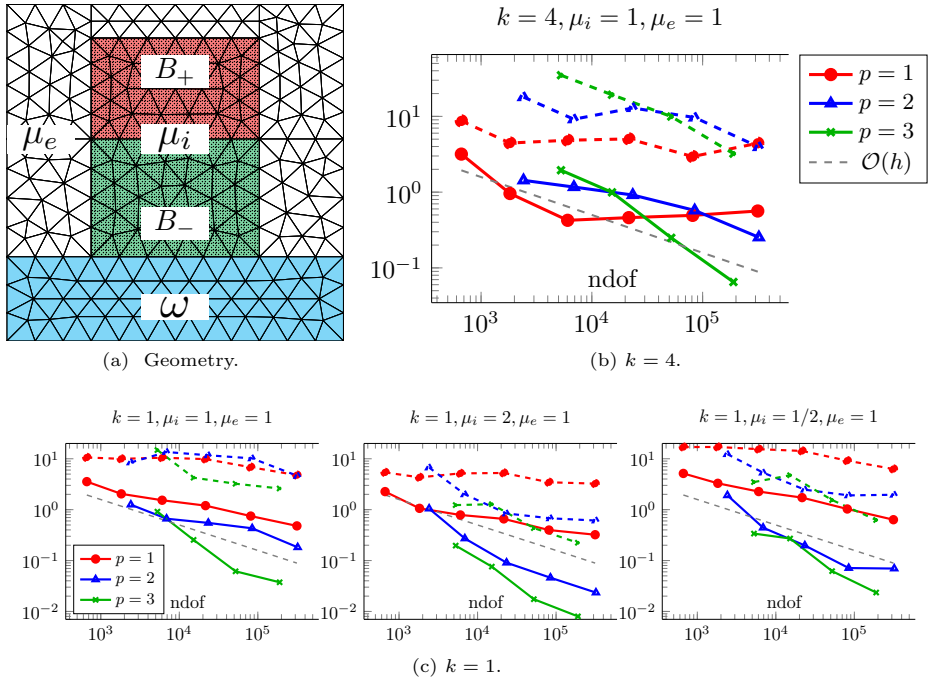 B₊
μₑ
μᵢ
B₋
ω
(a) Geometry.
k = 4, μᵢ = 1, μₑ = 1
10¹
10⁰
10⁻¹
10³
10⁴
10⁵
ndof
p = 1
p = 2
p = 3
𝒪(h)
(b) k = 4.
k = 1, μᵢ = 1, μₑ = 1
10¹
10⁰
10⁻¹
10⁻²
p = 1
p = 2
p = 3
ndof
10³
10⁴
10⁵
k = 1, μᵢ = 2, μₑ = 1
10¹
10⁰
10⁻¹
10⁻²
ndof
10³
10⁴
10⁵
k = 1, μᵢ = 1/2, μₑ = 1
10¹
10⁰
10⁻¹
10⁻²
ndof
10³
10⁴
10⁵
(c) k = 1.